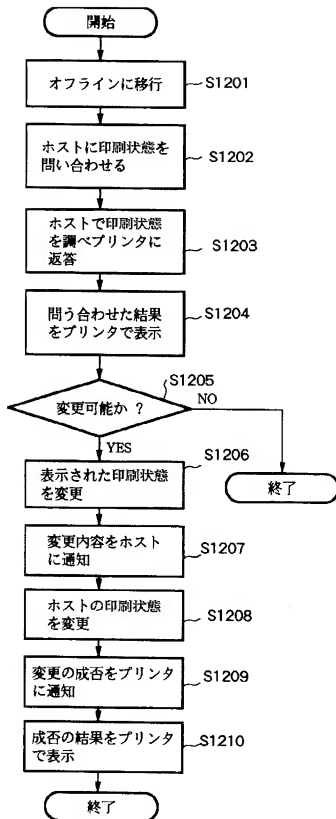 開始
オフラインに移行
S1201
ホストに印刷状態を
問い合わせる
S1202
ホストで印刷状態
を調べプリンタに
返答
S1203
問う合わせた結果
をプリンタで表示
S1204
S1205
変更可能か ?
NO
YES
終了
S1206
表示された印刷状態
を変更
変更内容をホスト
に通知
S1207
ホストの印刷状態
を変更
S1208
変更の成否をプリンタ
に通知
S1209
成否の結果をプリンタ
で表示
S1210
終了